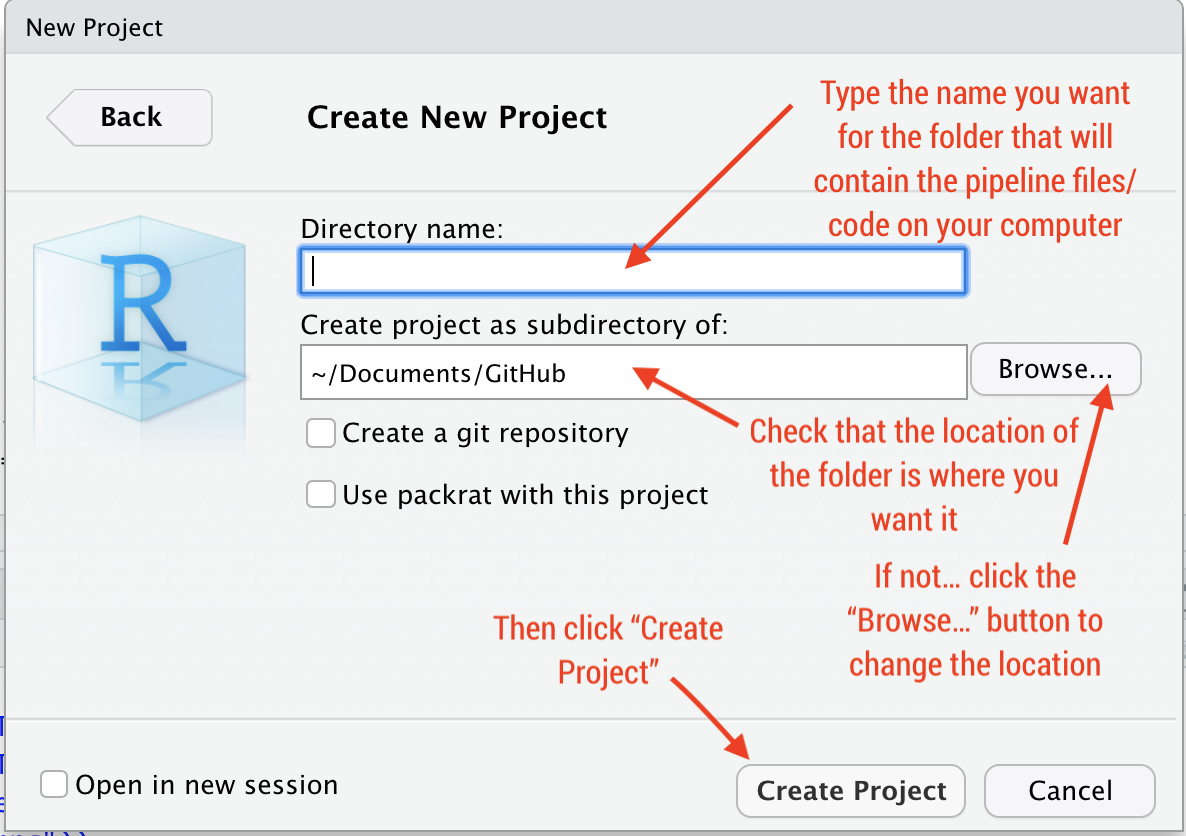 New Project
Back
Create New Project
Type the name you want
for the folder that will
contain the pipeline files/
code on your computer
Directory name:
Create project as subdirectory of:
~/Documents/GitHub
Browse...
Create a git repository
Use packrat with this project
Check that the location of
the folder is where you
want it
If not… click the
“Browse…” button to
change the location
Then click “Create
Project”
Open in new session
Create Project
Cancel
R